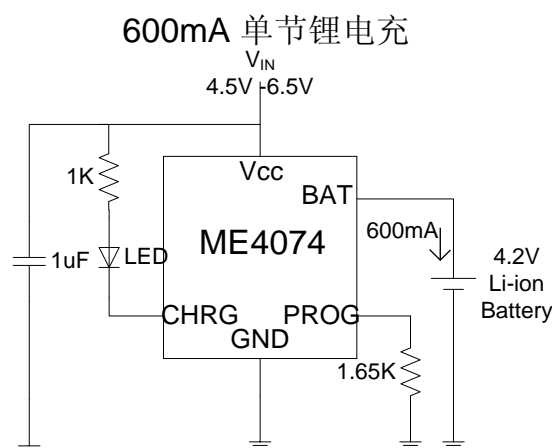 600mA 单节锂电充
VIN
4.5V -6.5V
1K
Vcc
BAT
ME4074
600mA
1uF
LED
4.2V
Li-ion
Battery
CHRG
PROG
GND
1.65K